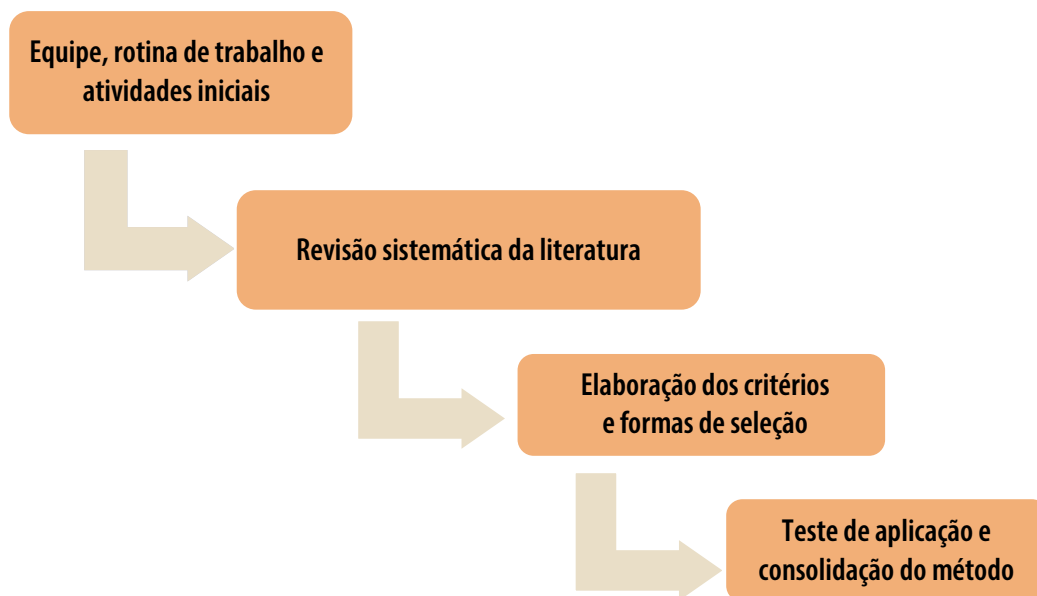 Equipe, rotina de trabalho e
atividades iniciais
Revisão sistemática da literatura
Elaboração dos critérios
e formas de seleção
Teste de aplicação e
consolidação do método